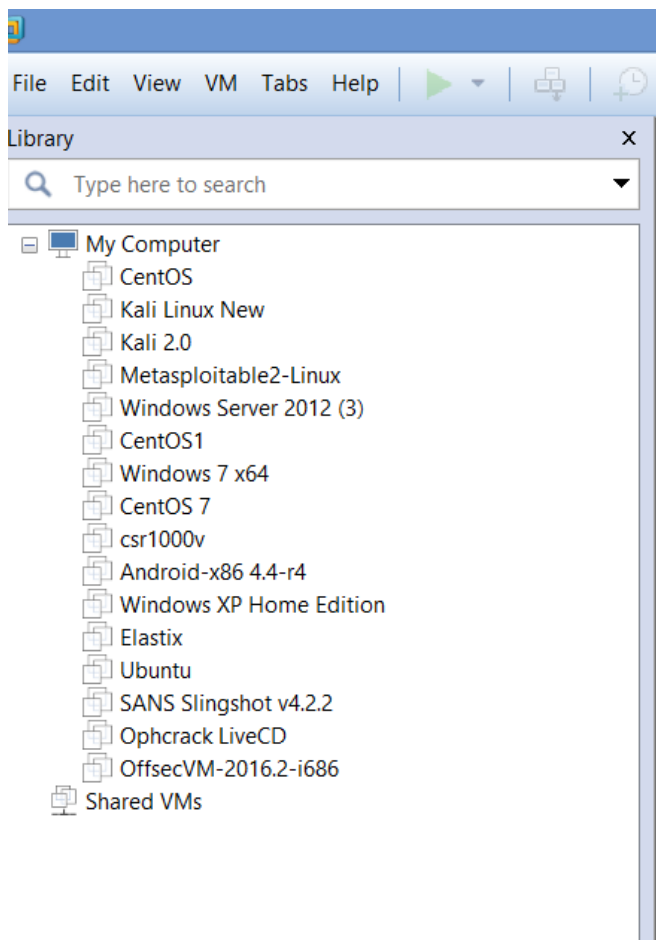 File Edit View VM Tabs Help
Library x
Type here to search
My Computer
CentOS
Kali Linux New
Kali 2.0
Metasploitable2-Linux
Windows Server 2012 (3)
CentOS1
Windows 7 x64
CentOS 7
csr1000v
Android-x86 4.4-r4
Windows XP Home Edition
Elastix
Ubuntu
SANS Slingshot v4.2.2
Ophcrack LiveCD
OffsecVM-2016.2-i686
Shared VMs